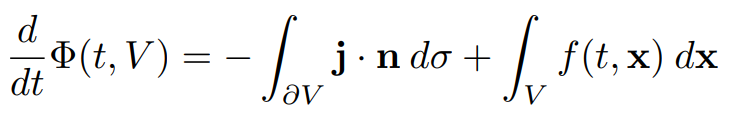 d/dt Φ(t, V) = − ∫_{∂V} j · n dσ + ∫_V f(t, x) dx